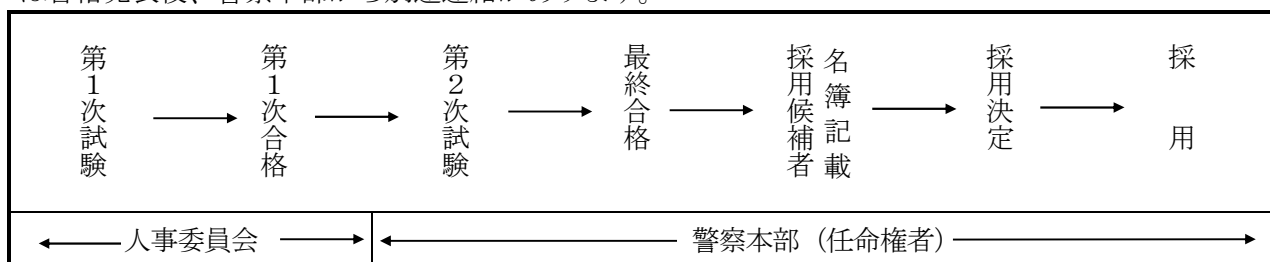 第1次試験
第1次合格
第2次試験
最終合格
採用候補者
名簿記載
採用決定
採用
人事委員会
警察本部（任命権者）